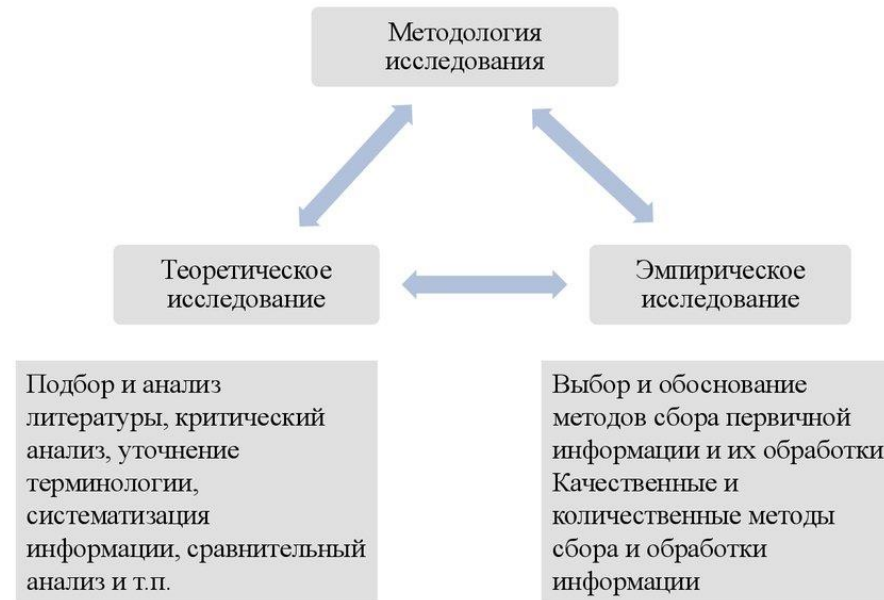 Методология
исследования
Теоретическое
исследование
Эмпирическое
исследование
Подбор и анализ
литературы, критический
анализ, уточнение
терминологии,
систематизация
информации, сравнительный
анализ и т.п.
Выбор и обоснование
методов сбора первичной
информации и их обработки
Качественные и
количественные методы
сбора и обработки
информации